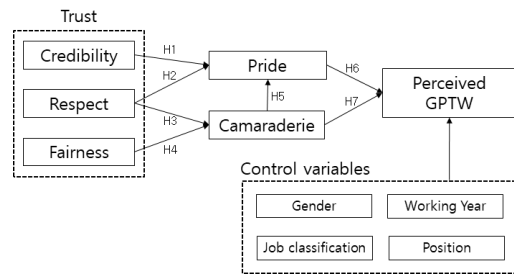 Trust
Credibility
Respect
Fairness
H1
H2
H3
H4
Pride
H5
Camaraderie
H6
H7
Perceived
GPTW
Control variables
Gender
Working Year
Job classification
Position